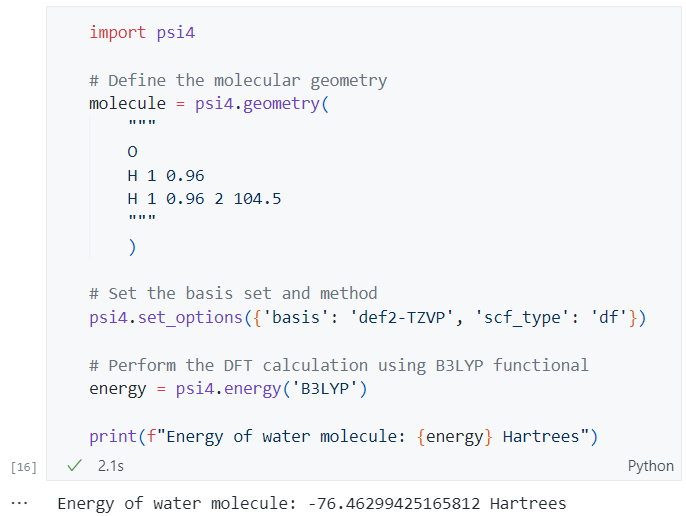 import psi4
# Define the molecular geometry
molecule = psi4.geometry(
"""
O
H 1 0.96
H 1 0.96 2 104.5
"""
)
# Set the basis set and method
psi4.set_options({'basis': 'def2-TZVP', 'scf_type': 'df'})
# Perform the DFT calculation using B3LYP functional
energy = psi4.energy('B3LYP')
print(f"Energy of water molecule: {energy} Hartrees")
[16] ✓ 2.1s Python
... Energy of water molecule: -76.46299425165812 Hartrees